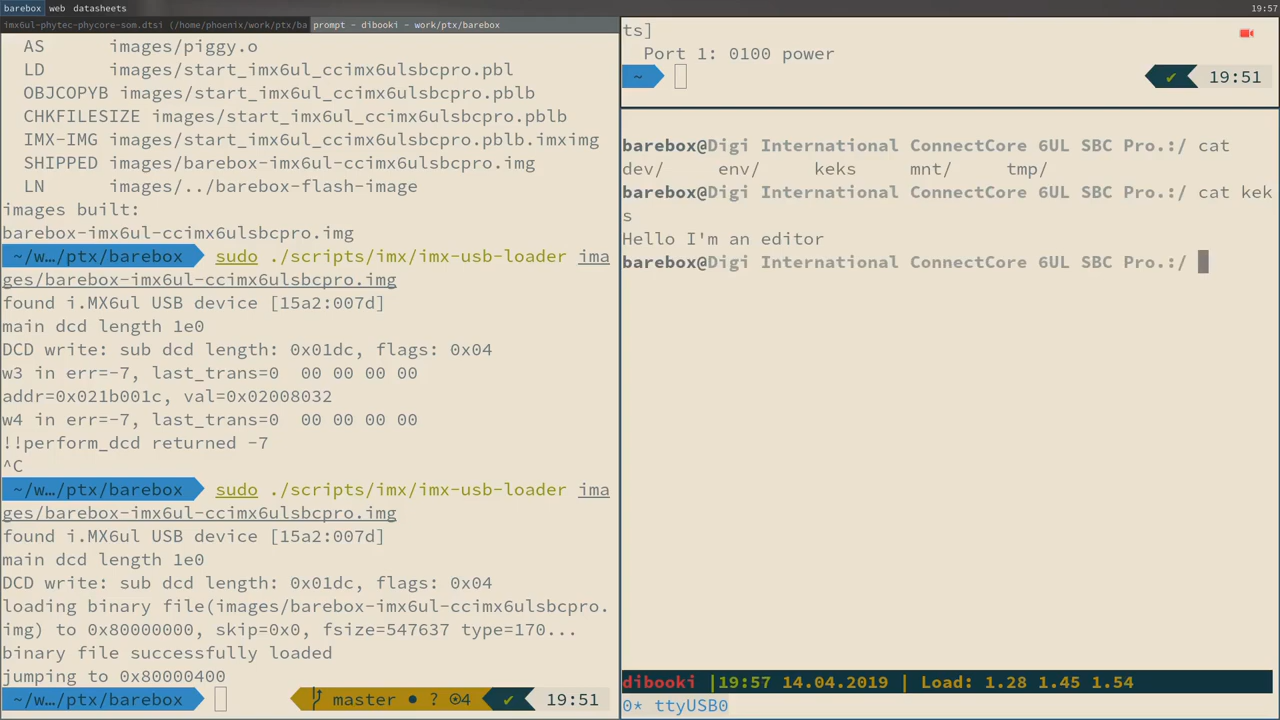 barebox web datasheets 19:57
imx6ul-phytec-phycore-som.dtsi (/home/phoenix/work/ptx/ba
prompt - dibooki - work/ptx/barebox
AS images/piggy.o
LD images/start_imx6ul_ccimx6ulsbcpro.pbl
OBJCOPYB images/start_imx6ul_ccimx6ulsbcpro.pblb
CHKFILESIZE images/start_imx6ul_ccimx6ulsbcpro.pblb
IMX-IMG images/start_imx6ul_ccimx6ulsbcpro.pblb.imximg
SHIPPED images/barebox-imx6ul-ccimx6ulsbcpro.img
LN images/../barebox-flash-image
images built:
barebox-imx6ul-ccimx6ulsbcpro.img
~/w…/ptx/barebox sudo ./scripts/imx/imx-usb-loader ima
ges/barebox-imx6ul-ccimx6ulsbcpro.img
found i.MX6ul USB device [15a2:007d]
main dcd length 1e0
DCD write: sub dcd length: 0x01dc, flags: 0x04
w3 in err=-7, last_trans=0 00 00 00 00
addr=0x021b001c, val=0x02008032
w4 in err=-7, last_trans=0 00 00 00 00
!!perform_dcd returned -7
^C
~/w…/ptx/barebox sudo ./scripts/imx/imx-usb-loader ima
ges/barebox-imx6ul-ccimx6ulsbcpro.img
found i.MX6ul USB device [15a2:007d]
main dcd length 1e0
DCD write: sub dcd length: 0x01dc, flags: 0x04
loading binary file(images/barebox-imx6ul-ccimx6ulsbcpro.
img) to 0x80000000, skip=0x0, fsize=547637 type=170...
binary file successfully loaded
jumping to 0x80000400
~/w…/ptx/barebox master ● ? ⊙4 ✔ 19:51
ts]
Port 1: 0100 power
~ ✔ 19:51
barebox@Digi International ConnectCore 6UL SBC Pro.:/ cat
dev/ env/ keks mnt/ tmp/
barebox@Digi International ConnectCore 6UL SBC Pro.:/ cat kek
s
Hello I'm an editor
barebox@Digi International ConnectCore 6UL SBC Pro.:/
dibooki |19:57 14.04.2019 | Load: 1.28 1.45 1.54
0* ttyUSB0